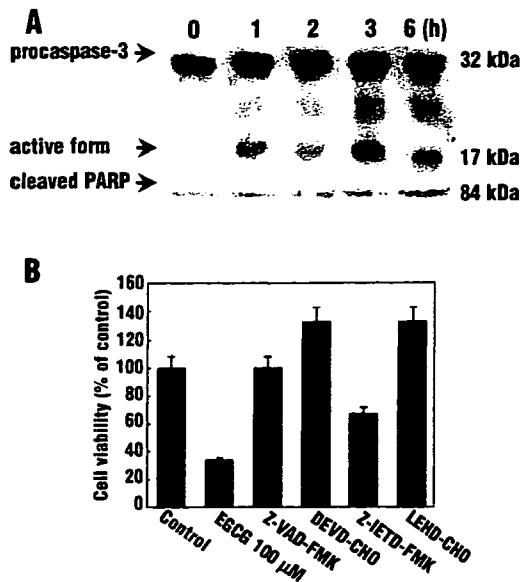 A
0 1 2 3 6 (h)
procaspase-3 → 32 kDa
active form → 17 kDa
cleaved PARP → 84 kDa
B
Cell viability (% of control)
160
140
120
100
80
60
40
20
0
Control
EGCG 100 µM
Z-VAD-FMK
DEVD-CHO
Z-IETD-FMK
LEHD-CHO